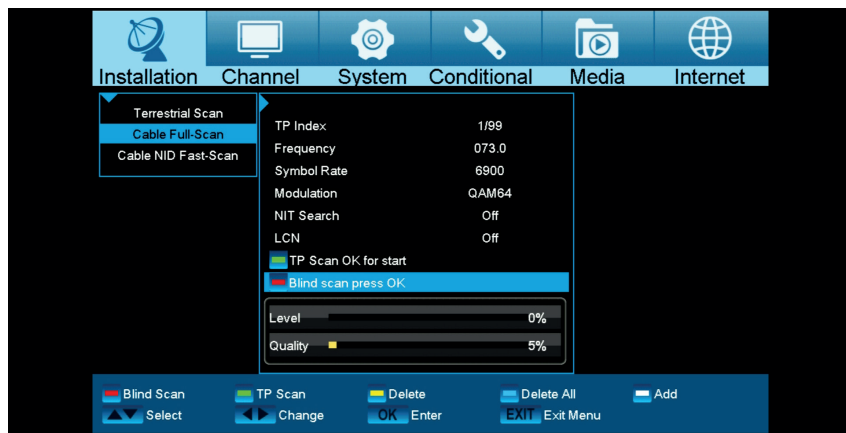 Installation Channel System Conditional Media Internet
Terrestrial Scan
Cable Full-Scan
Cable NID Fast-Scan
TP Index 1/99
Frequency 073.0
Symbol Rate 6900
Modulation QAM64
NIT Search Off
LCN Off
TP Scan OK for start
Blind scan press OK
Level 0%
Quality 5%
Blind Scan TP Scan Delete Delete All Add
Select Change OK Enter EXIT Exit Menu